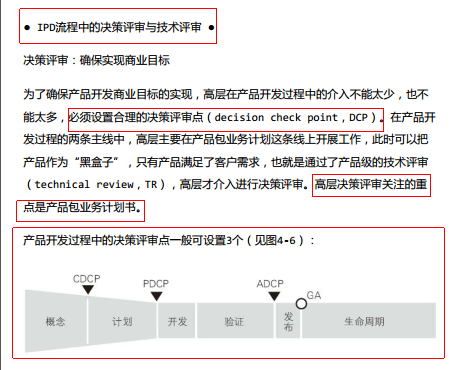 ● IPD流程中的决策评审与技术评审 ●
决策评审：确保实现商业目标
为了确保产品开发商业目标的实现，高层在产品开发过程中的介入不能太少，也不
能太多，必须设置合理的决策评审点（decision check point，DCP）。在产品开
发过程的两条主线中，高层主要在产品包业务计划这条线上开展工作，此时可以把
产品作为“黑盒子”，只有产品满足了客户需求，也就是通过了产品级的技术评审
（technical review，TR），高层才介入进行决策评审。高层决策评审关注的重
点是产品包业务计划书。
产品开发过程中的决策评审点一般可设置3个（见图4-6）：
CDCP PDCP ADCP GA
概念 计划 开发 验证 发布 生命周期